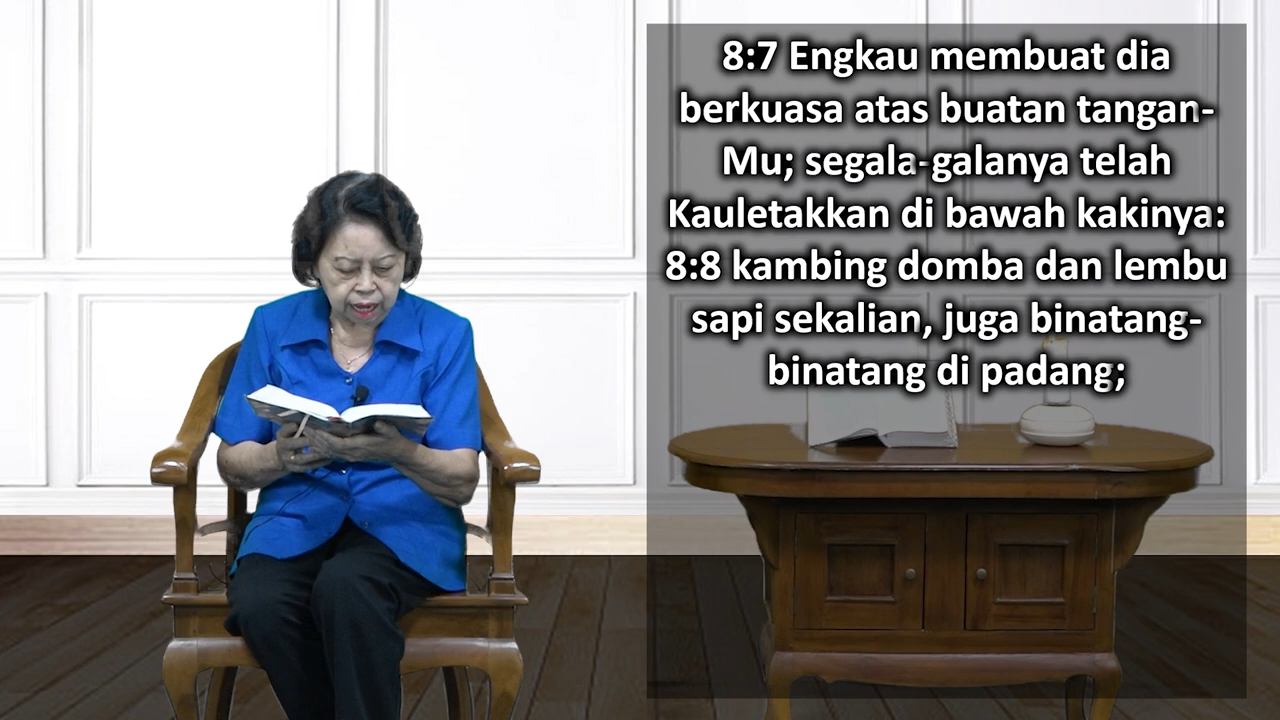 8:7 Engkau membuat dia
berkuasa atas buatan tangan-
Mu; segala-galanya telah
Kauletakkan di bawah kakinya:
8:8 kambing domba dan lembu
sapi sekalian, juga binatang-
binatang di padang;